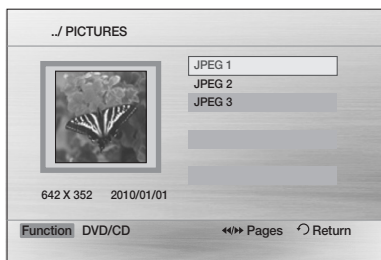 ../ PICTURES
JPEG 1
JPEG 2
JPEG 3
642 X 352 2010/01/01
Function DVD/CD Pages Return